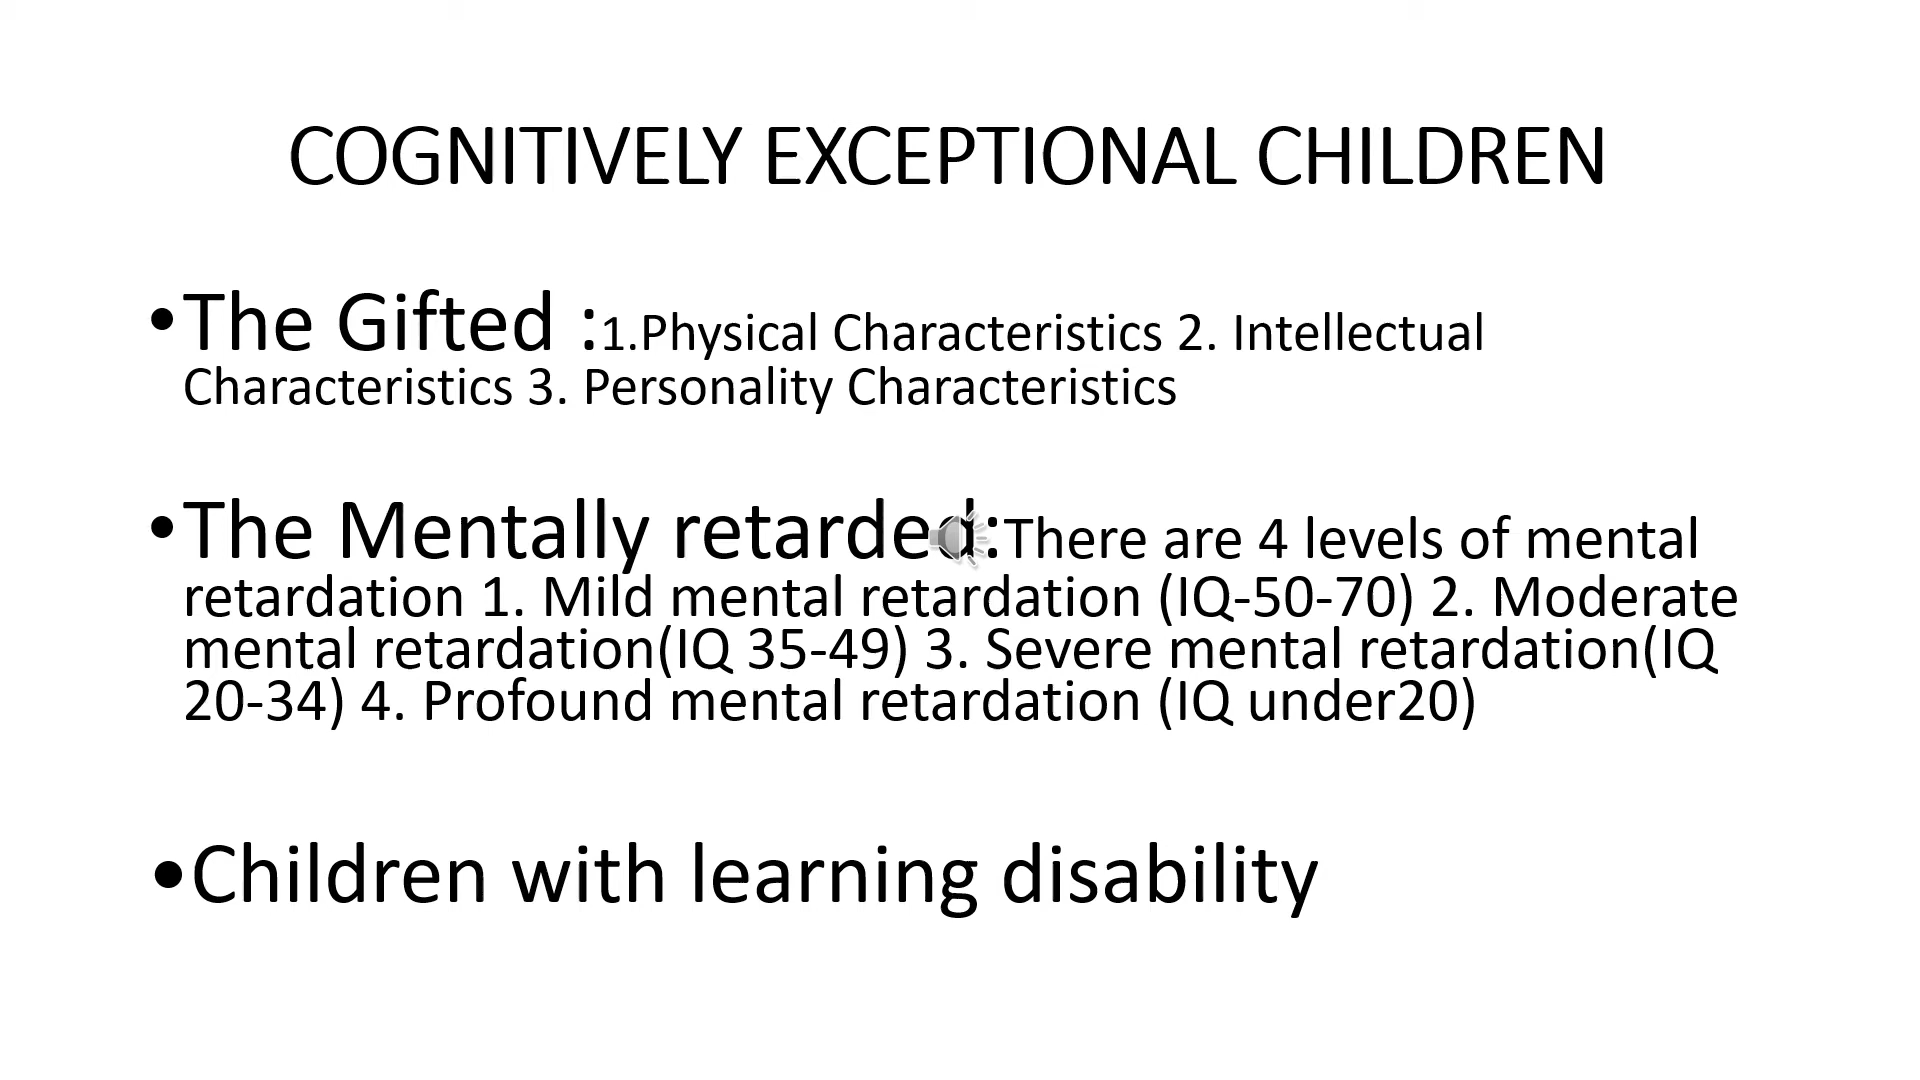 COGNITIVELY EXCEPTIONAL CHILDREN
•The Gifted :1.Physical Characteristics 2. Intellectual
Characteristics 3. Personality Characteristics
•The Mentally retarded:There are 4 levels of mental
retardation 1. Mild mental retardation (IQ-50-70) 2. Moderate
mental retardation(IQ 35-49) 3. Severe mental retardation(IQ
20-34) 4. Profound mental retardation (IQ under20)
•Children with learning disability